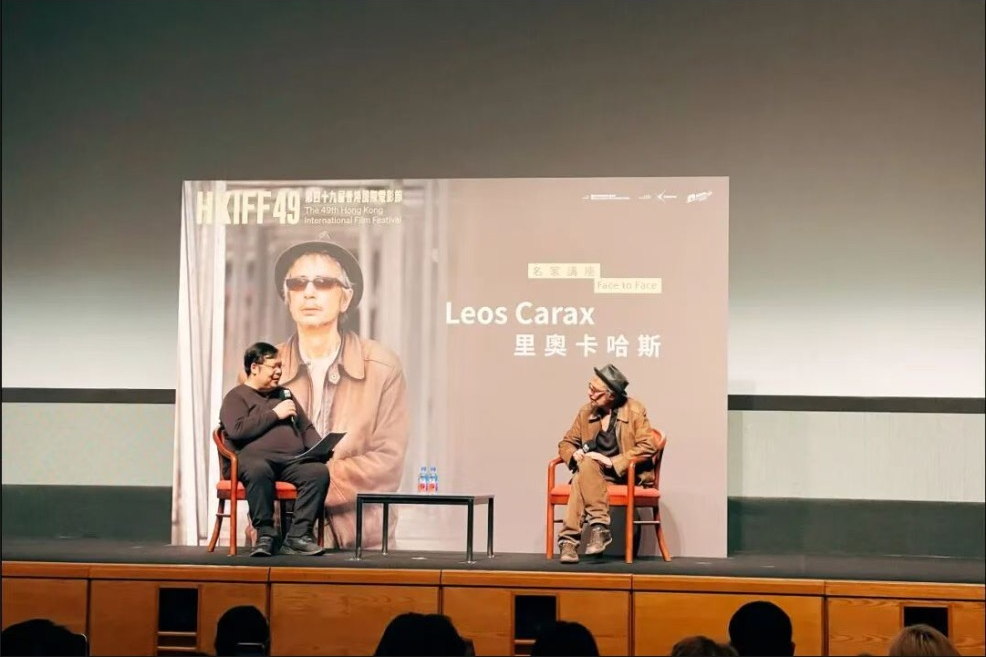 HKIFF49
第四十九屆香港國際電影節
The 49th Hong Kong
International Film Festival
名家講座
Face to Face
Leos Carax
里奧卡哈斯